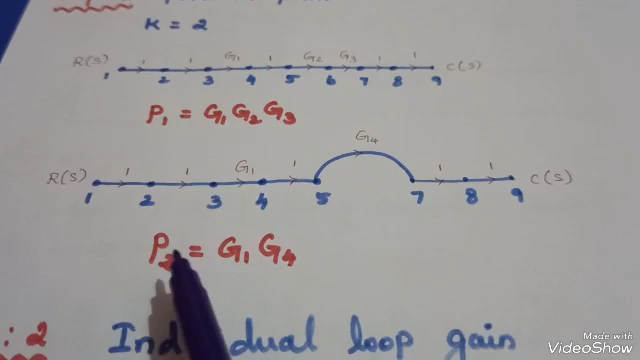 K = 2
R(S) 1 1 G1 1 G2 G3 1 1 C(S)
1 2 3 4 5 6 7 8 9
P1 = G1 G2 G3
G4
R(S) 1 1 G1 1 1 1 C(S)
1 2 3 4 5 7 8 9
P2 = G1 G4
: 2 loop gain
Made with
VideoShow